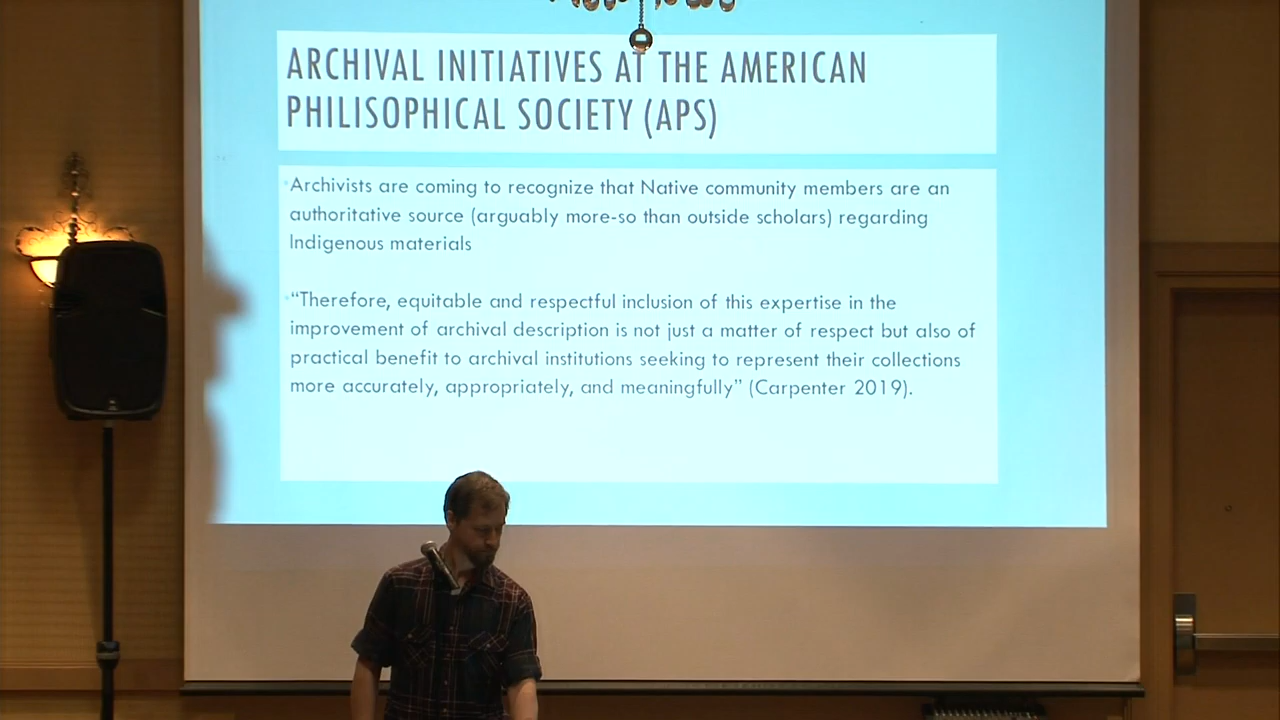 ARCHIVAL INITIATIVES AT THE AMERICAN
PHILISOPHICAL SOCIETY (APS)
Archivists are coming to recognize that Native community members are an
authoritative source (arguably more-so than outside scholars) regarding
Indigenous materials
“Therefore, equitable and respectful inclusion of this expertise in the
improvement of archival description is not just a matter of respect but also of
practical benefit to archival institutions seeking to represent their collections
more accurately, appropriately, and meaningfully” (Carpenter 2019).